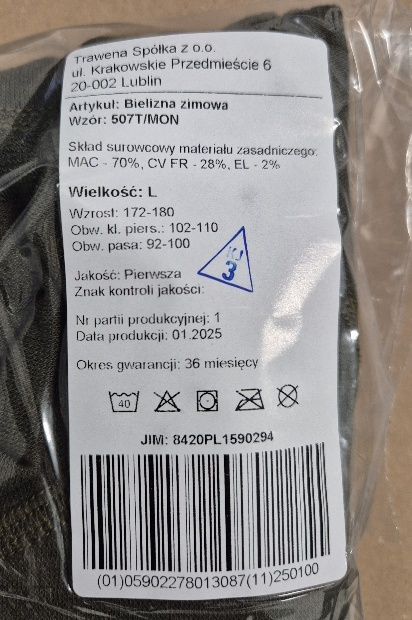 Trawena Spółka z o.o.
ul. Krakowskie Przedmieście 6
20-002 Lublin
Artykuł: Bielizna zimowa
Wzór: 507T/MON
Skład surowcowy materiału zasadniczego:
MAC - 70%, CV FR - 28%, EL - 2%
Wielkość: L
Wzrost: 172-180
Obw. kl. piers.: 102-110
Obw. pasa: 92-100
KJ
3
Jakość: Pierwsza
Znak kontroli jakości:
Nr partii produkcyjnej: 1
Data produkcji: 01.2025
Okres gwarancji: 36 miesięcy
40
JIM: 8420PL1590294
(01)05902278013087(11)250100